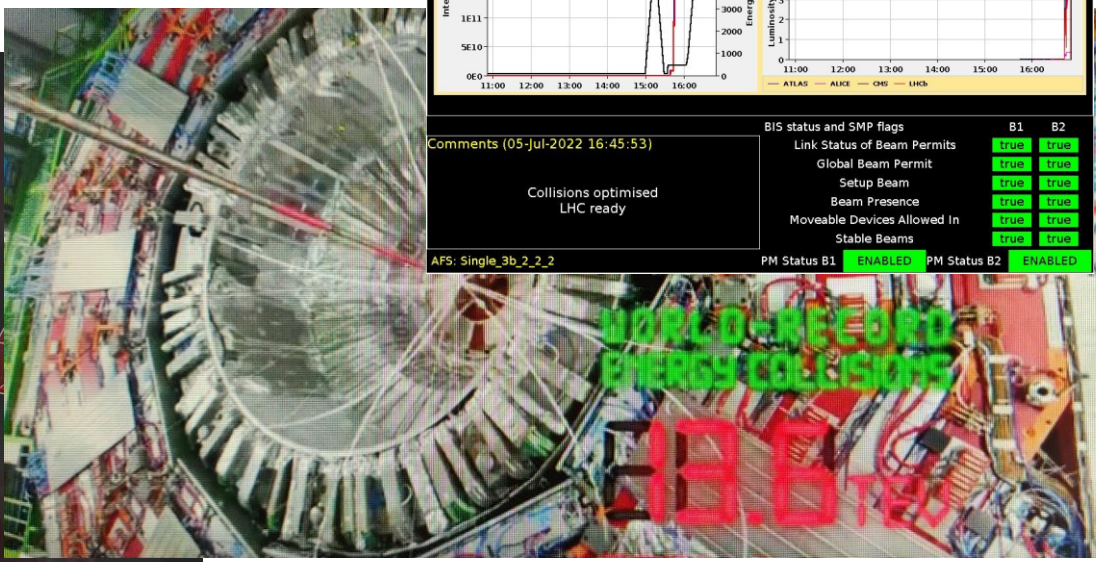 1E11
5E10
0E0
11:00 12:00 13:00 14:00 15:00 16:00
3000
2000
1000
0
Energ
Luminosity
3
2
1
0
11:00 12:00 13:00 14:00 15:00 16:00
ATLAS ALICE CMS LHCb
Comments (05-Jul-2022 16:45:53)
Collisions optimised
LHC ready
AFS: Single_3b_2_2_2
BIS status and SMP flags B1 B2
Link Status of Beam Permits true true
Global Beam Permit true true
Setup Beam true true
Beam Presence true true
Moveable Devices Allowed In true true
Stable Beams true true
PM Status B1 ENABLED PM Status B2 ENABLED
WORLD-RECORD
ENERGY COLLISIONS
13.6 TeV